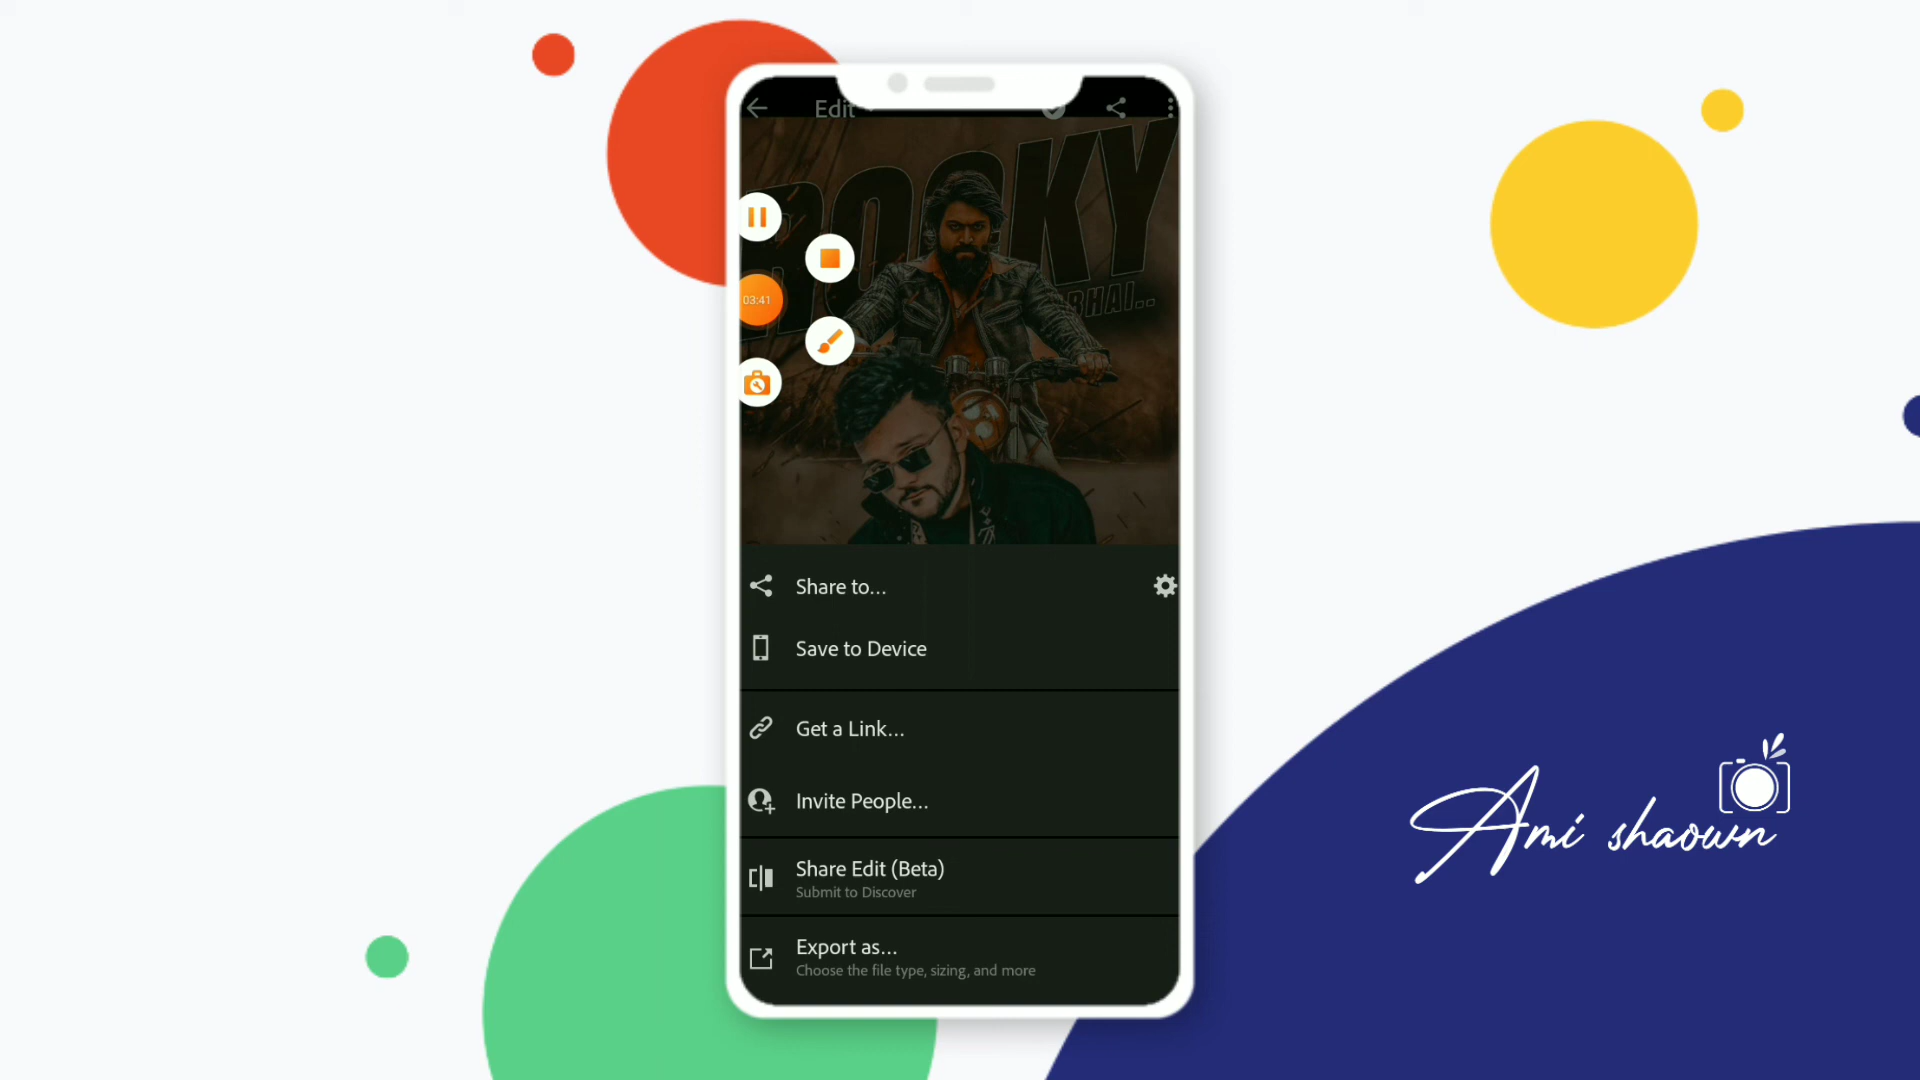 Edit
ROCKY
BHAI..
03:41
Share to...
Save to Device
Get a Link...
Invite People...
Share Edit (Beta)
Submit to Discover
Export as...
Choose the file type, sizing, and more
Ami shaown